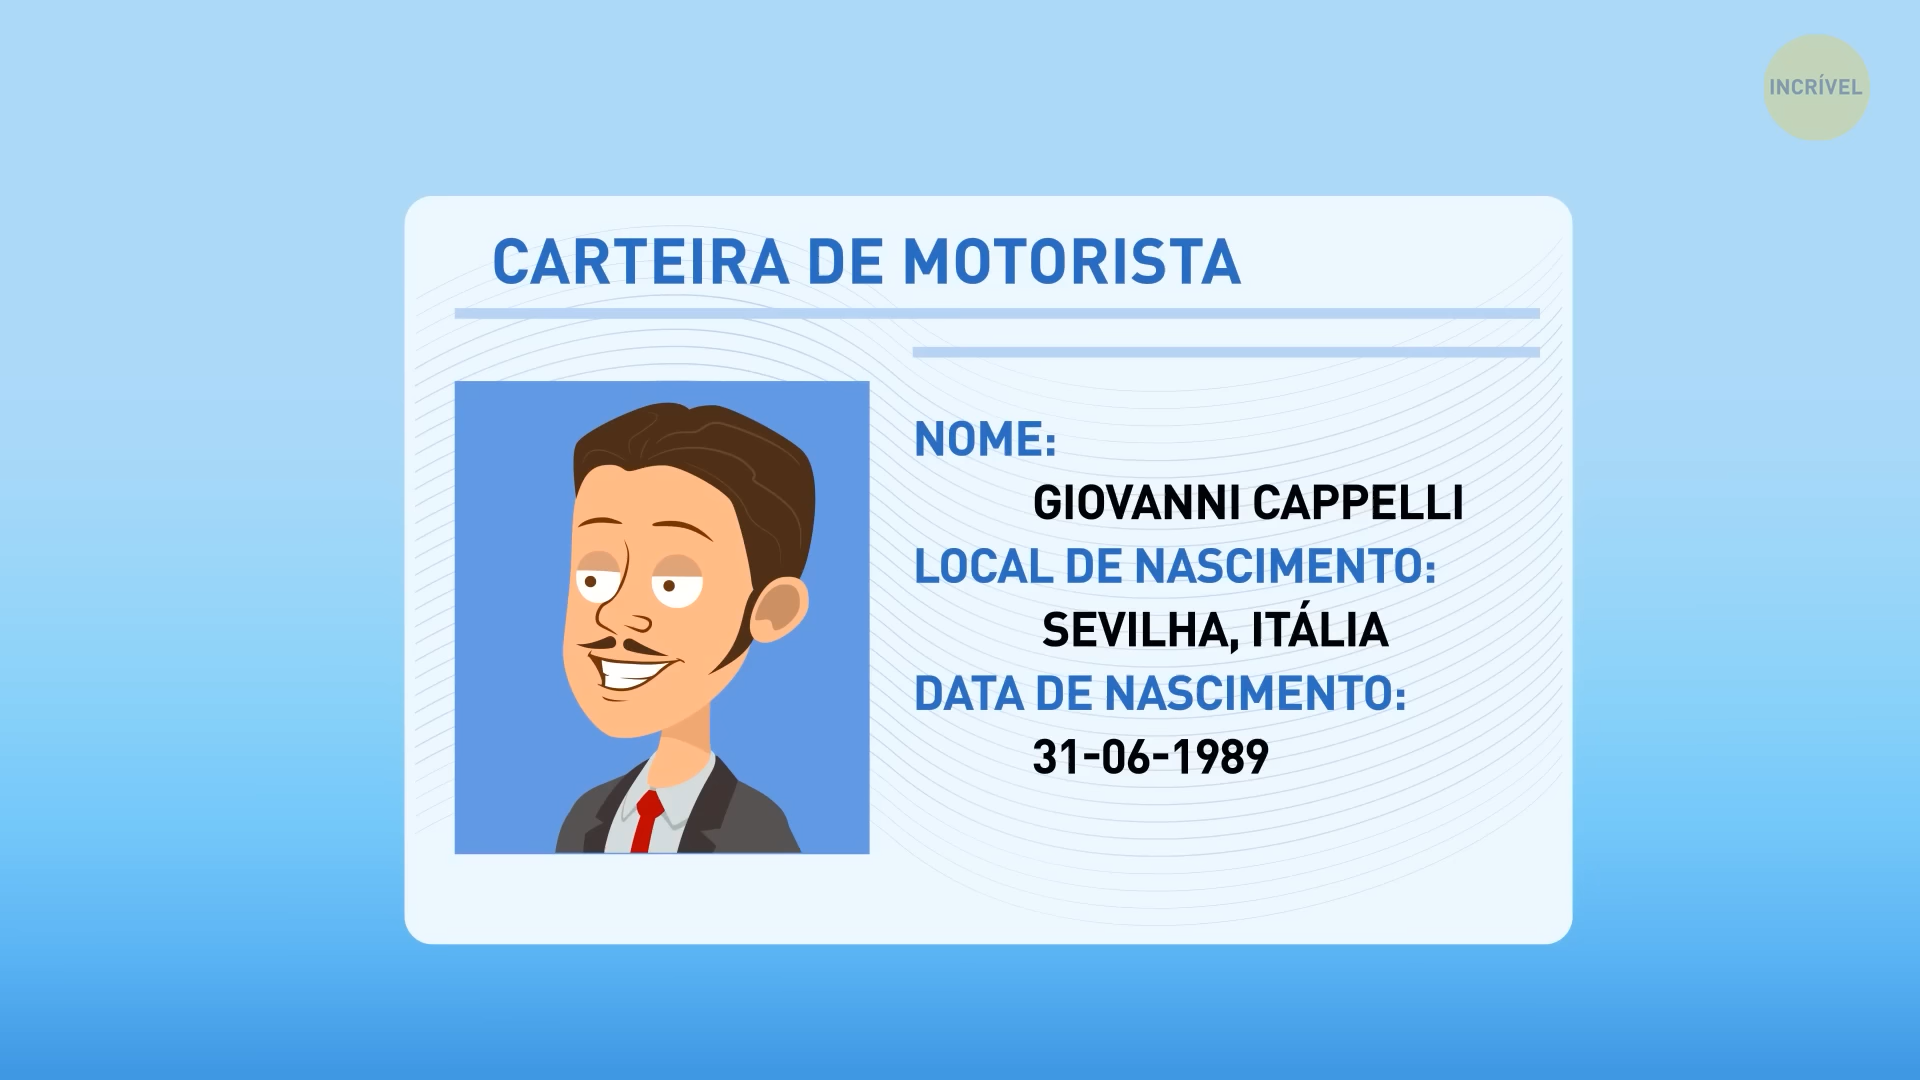 INCRÍVEL
CARTEIRA DE MOTORISTA
NOME:
GIOVANNI CAPPELLI
LOCAL DE NASCIMENTO:
SEVILHA, ITÁLIA
DATA DE NASCIMENTO:
31-06-1989